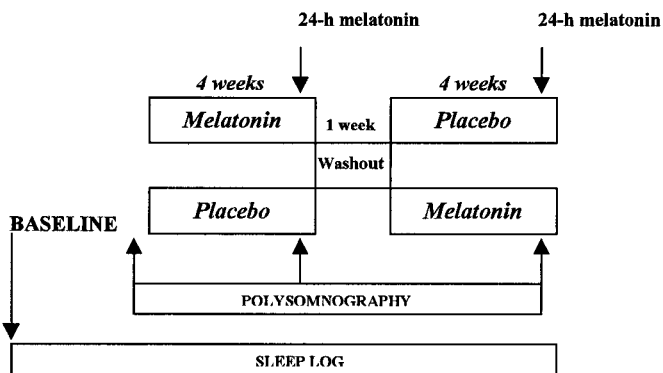 24-h melatonin 24-h melatonin
4 weeks 4 weeks
Melatonin 1 week Placebo
Washout
Placebo Melatonin
BASELINE
POLYSOMNOGRAPHY
SLEEP LOG